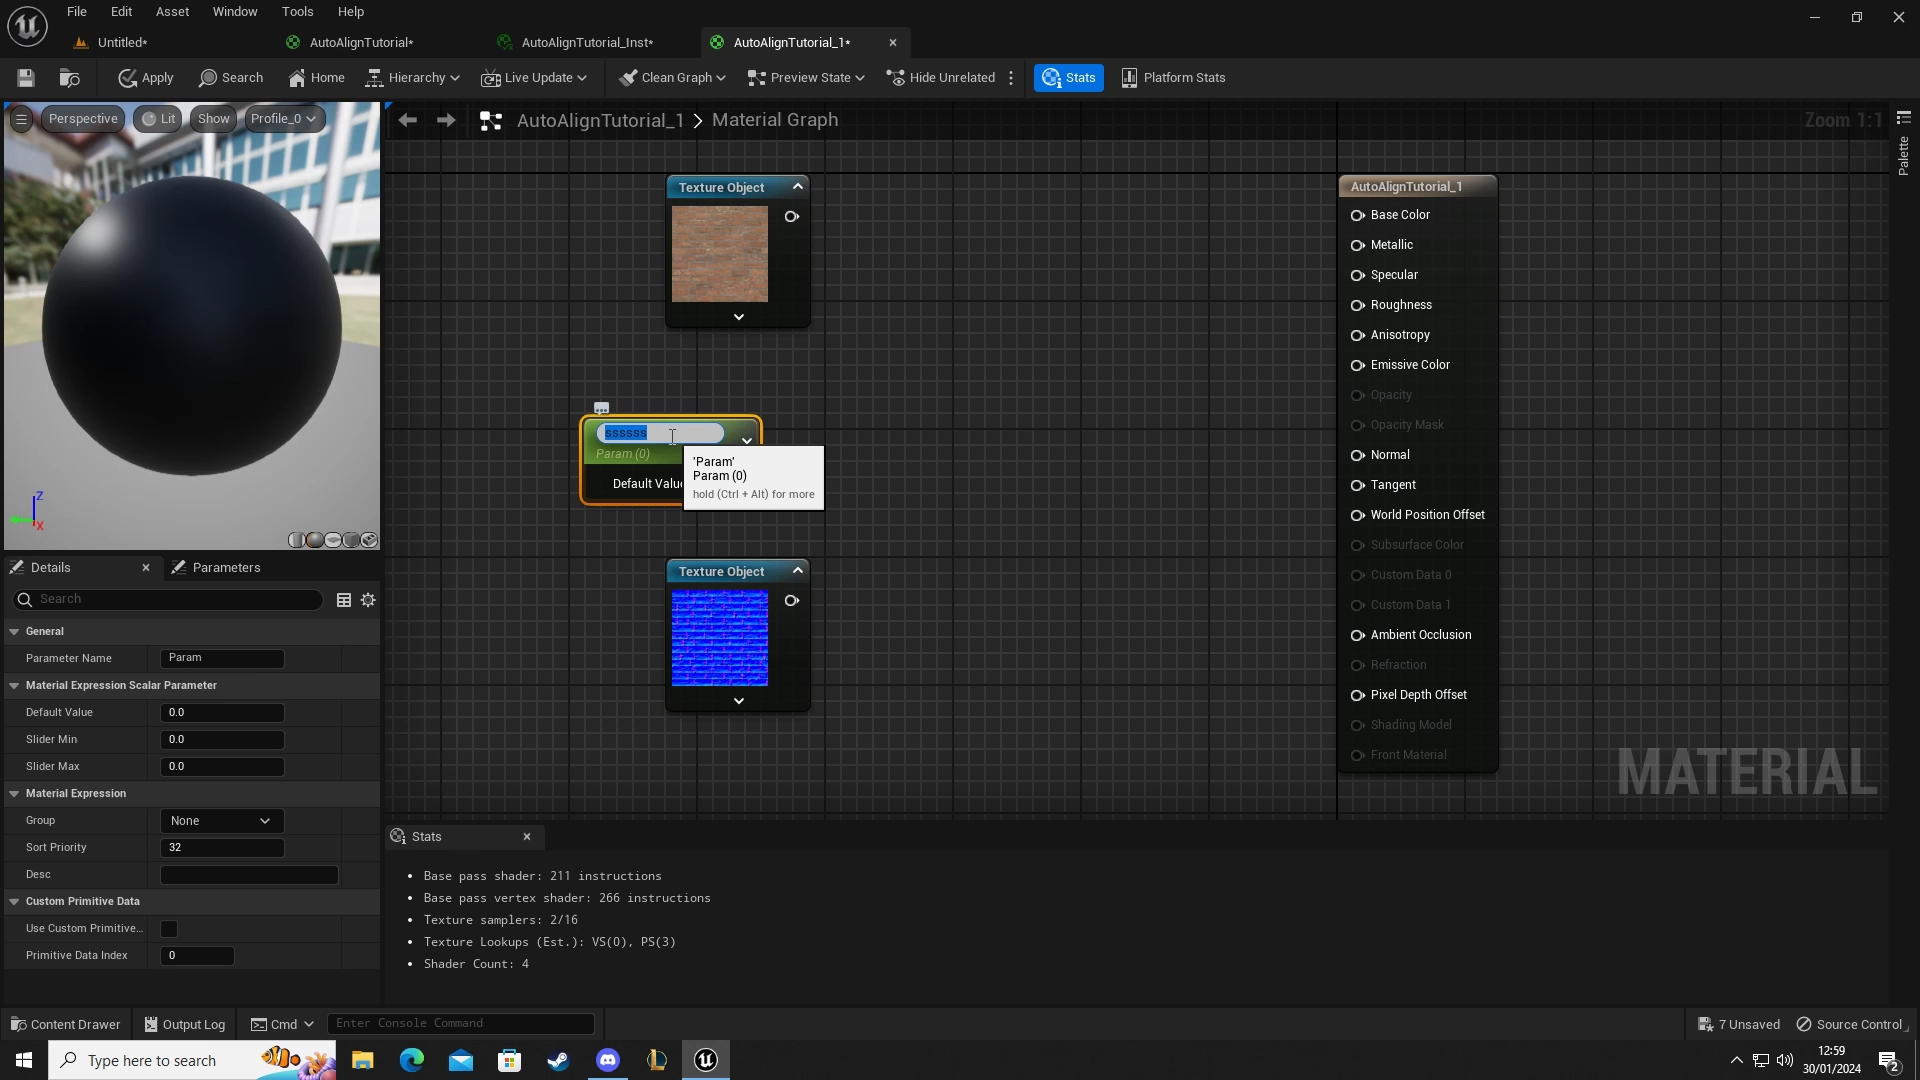 File Edit Asset Window Tools Help
Untitled* AutoAlignTutorial* AutoAlignTutorial_Inst* AutoAlignTutorial_1*
Apply Search Home Hierarchy Live Update Clean Graph Preview State Hide Unrelated Stats Platform Stats
Perspective Lit Show Profile_0
AutoAlignTutorial_1 > Material Graph
Zoom 1:1
Palette
Texture Object
AutoAlignTutorial_1
Base Color
Metallic
Specular
Roughness
Anisotropy
Emissive Color
Opacity
Opacity Mask
Normal
Tangent
World Position Offset
Subsurface Color
Custom Data 0
Custom Data 1
Ambient Occlusion
Refraction
Pixel Depth Offset
Shading Model
Front Material
ssssss
Param (0)
Default Value
'Param'
Param (0)
hold (Ctrl + Alt) for more
Texture Object
MATERIAL
Z
X
Details Parameters
Search
General
Parameter Name Param
Material Expression Scalar Parameter
Default Value 0.0
Slider Min 0.0
Slider Max 0.0
Material Expression
Group None
Sort Priority 32
Desc
Custom Primitive Data
Use Custom Primitive...
Primitive Data Index 0
Stats
Base pass shader: 211 instructions
Base pass vertex shader: 266 instructions
Texture samplers: 2/16
Texture Lookups (Est.): VS(0), PS(3)
Shader Count: 4
Content Drawer Output Log Cmd Enter Console Command 7 Unsaved Source Control
Type here to search
12:59
30/01/2024
2